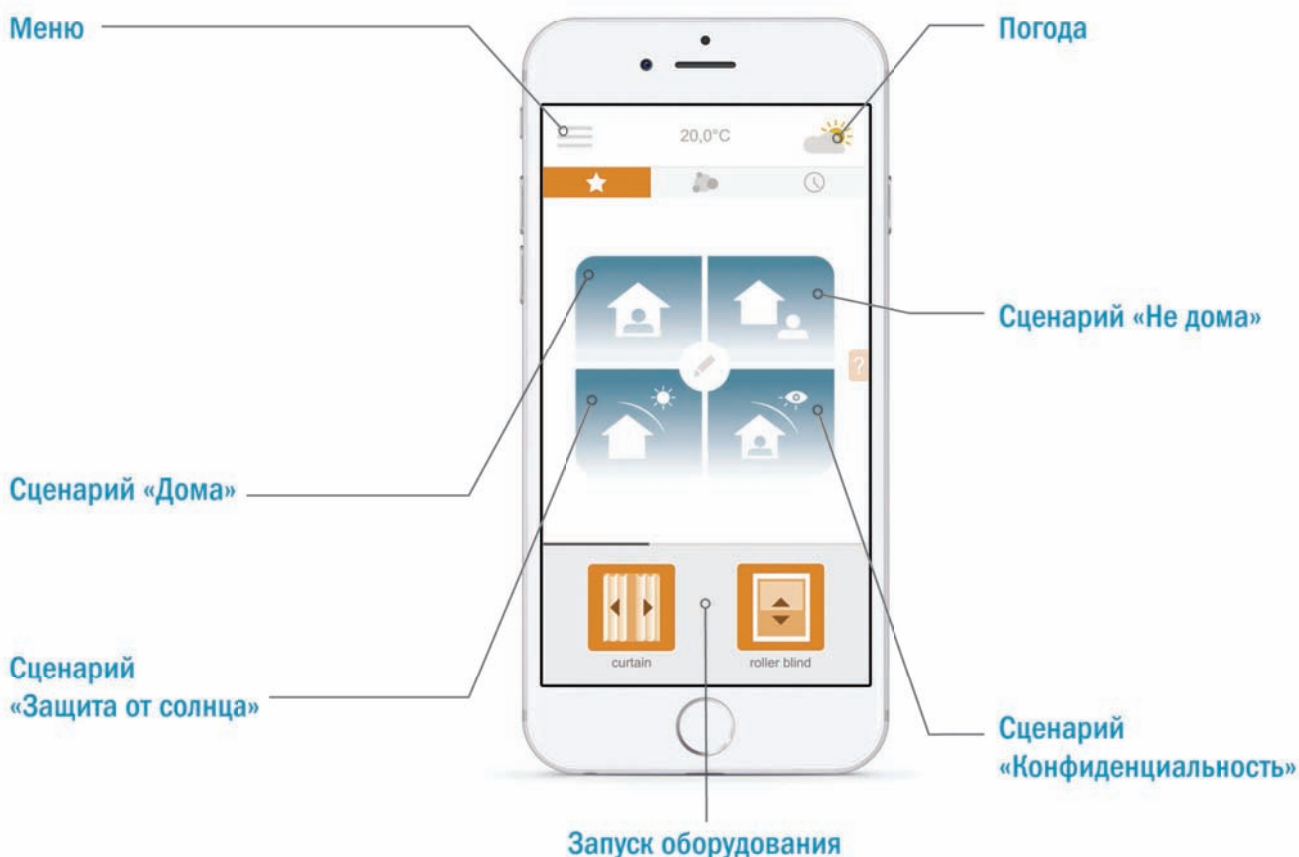 Меню
Погода
20,0°C
Сценарий «Не дома»
?
Сценарий «Дома»
curtain
roller blind
Сценарий
«Защита от солнца»
Сценарий
«Конфиденциальность»
Запуск оборудования